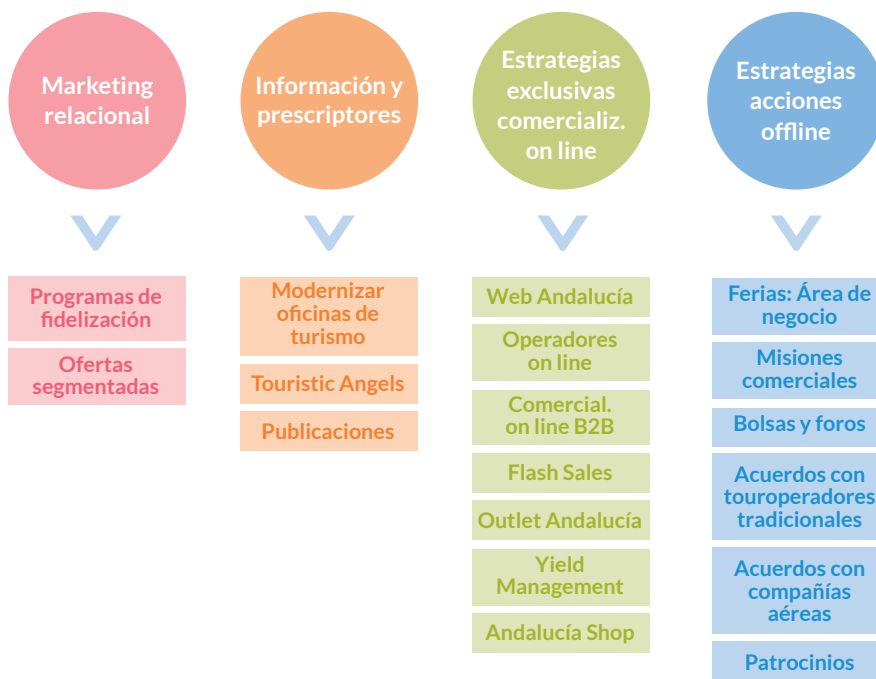 Marketing
relacional
Información y
prescriptores
Estrategias
exclusivas
comercializ.
on line
Estrategias
acciones
offline
Programas de
fidelización
Ofertas
segmentadas
Modernizar
oficinas de
turismo
Touristic Angels
Publicaciones
Web Andalucía
Operadores
on line
Comercial.
on line B2B
Flash Sales
Outlet Andalucía
Yield
Management
Andalucía Shop
Ferias: Área de
negocio
Misiones
comerciales
Bolsas y foros
Acuerdos con
touroperadores
tradicionales
Acuerdos con
compañías
aéreas
Patrocinios